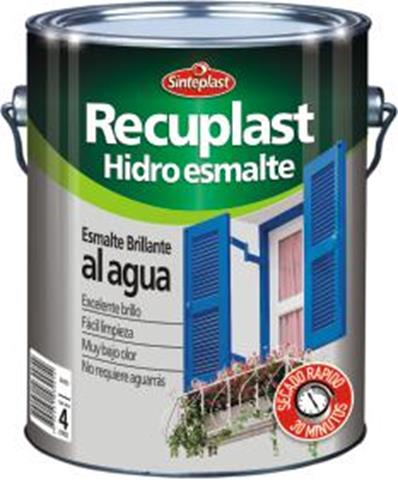 Sinteplast
Recuplast
Hidro esmalte
Esmalte Brillante
al agua
Excelente brillo
Fácil limpieza
Muy bajo olor
No requiere aguarrás
SECADO RAPIDO
30 MINUTOS
4